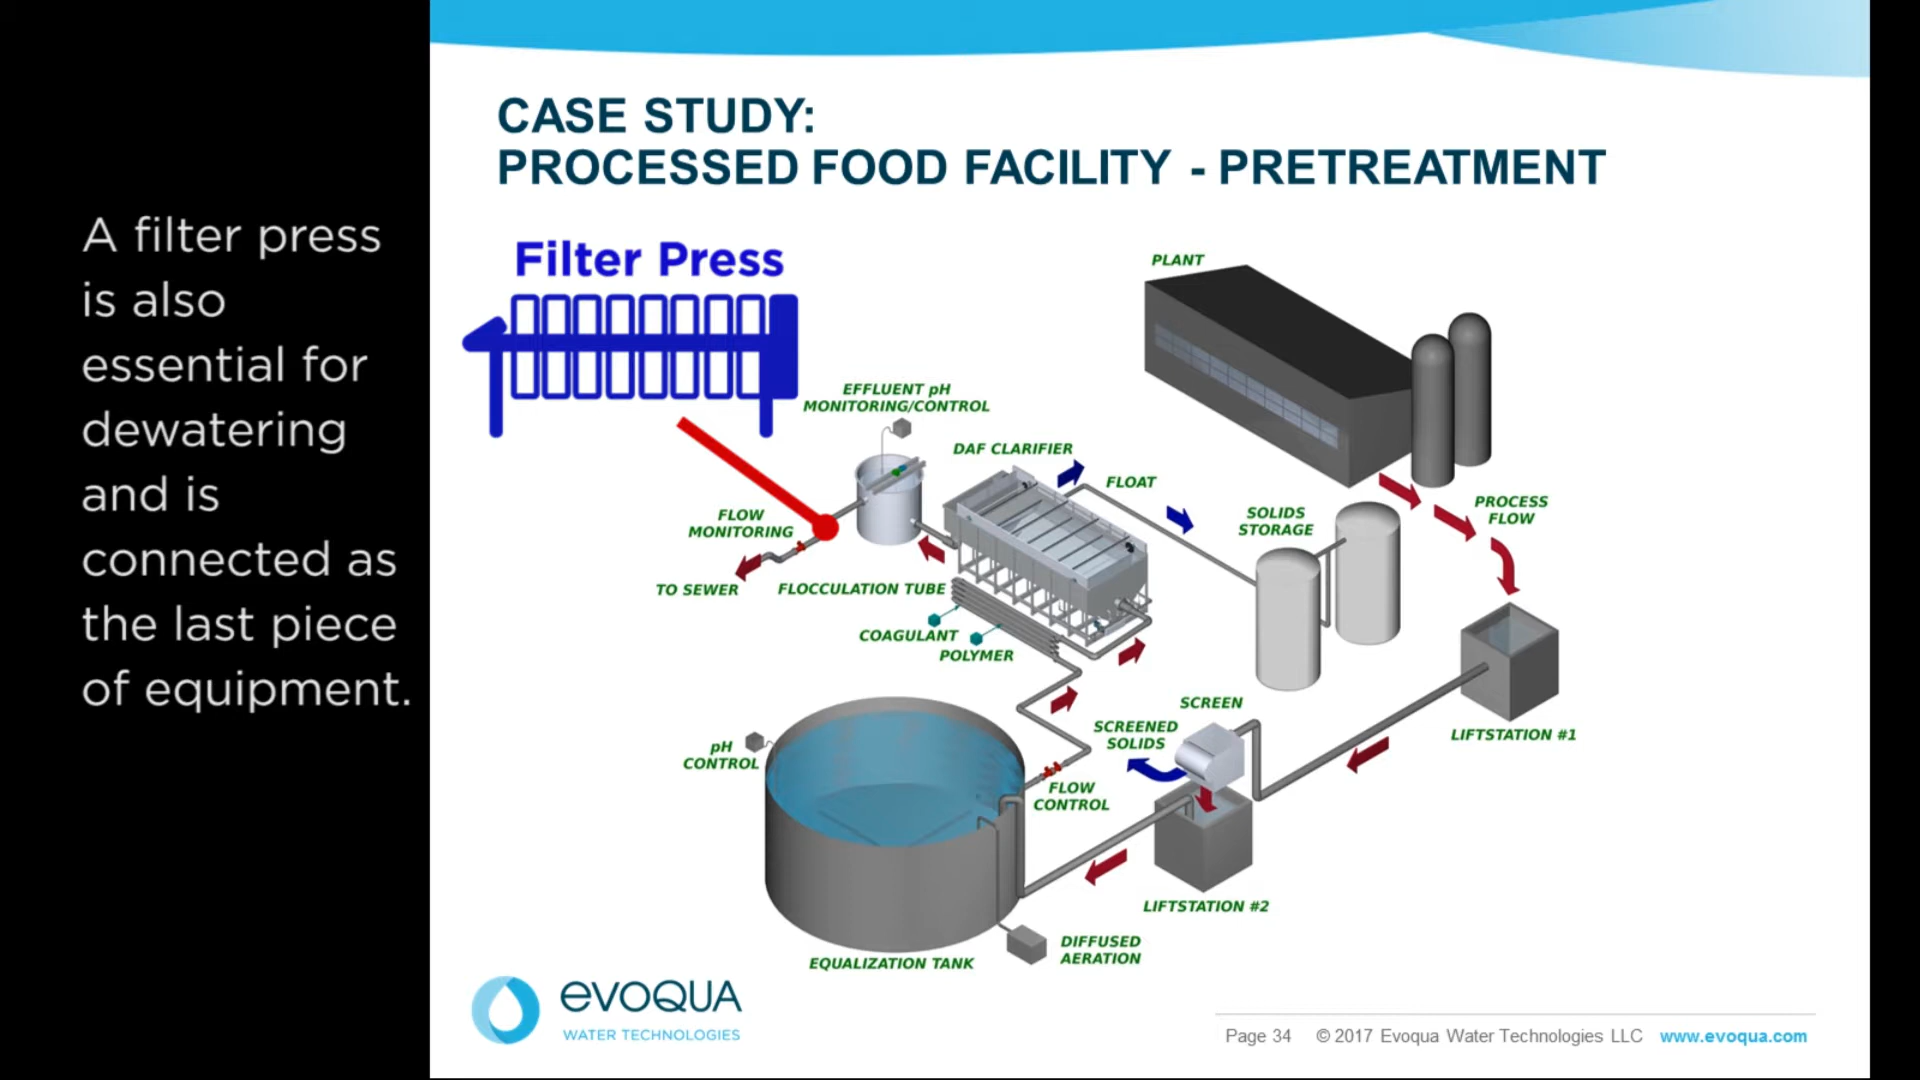 A filter press
is also
essential for
dewatering
and is
connected as
the last piece
of equipment.
CASE STUDY:
PROCESSED FOOD FACILITY - PRETREATMENT
Filter Press
PLANT
EFFLUENT pH
MONITORING/CONTROL
DAF CLARIFIER
FLOAT
SOLIDS
STORAGE
PROCESS
FLOW
FLOW
MONITORING
TO SEWER
FLOCCULATION TUBE
COAGULANT
POLYMER
SCREEN
SCREENED
SOLIDS
LIFTSTATION #1
pH
CONTROL
FLOW
CONTROL
LIFTSTATION #2
DIFFUSED
AERATION
EQUALIZATION TANK
evoQUA
WATER TECHNOLOGIES
Page 34 © 2017 Evoqua Water Technologies LLC www.evoqua.com